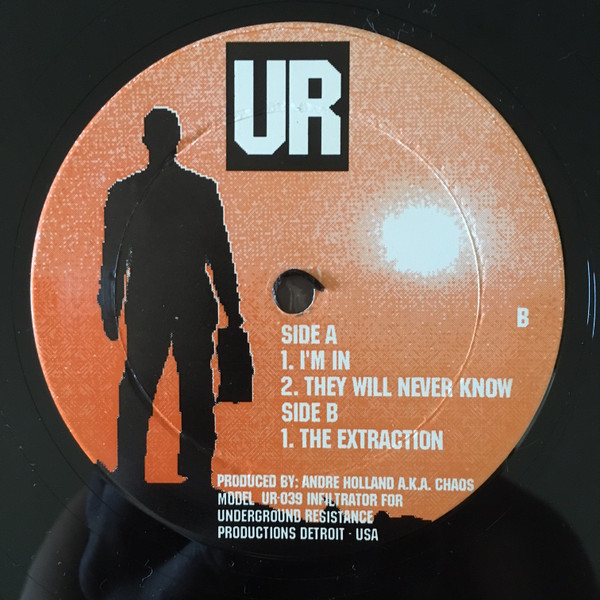 UR
B
SIDE A
1. I'M IN
2. THEY WILL NEVER KNOW
SIDE B
1. THE EXTRACTION
PRODUCED BY: ANDRE HOLLAND A.K.A. CHAOS
MODEL UR-039 INFILTRATOR FOR
UNDERGROUND RESISTANCE
PRODUCTIONS DETROIT · USA